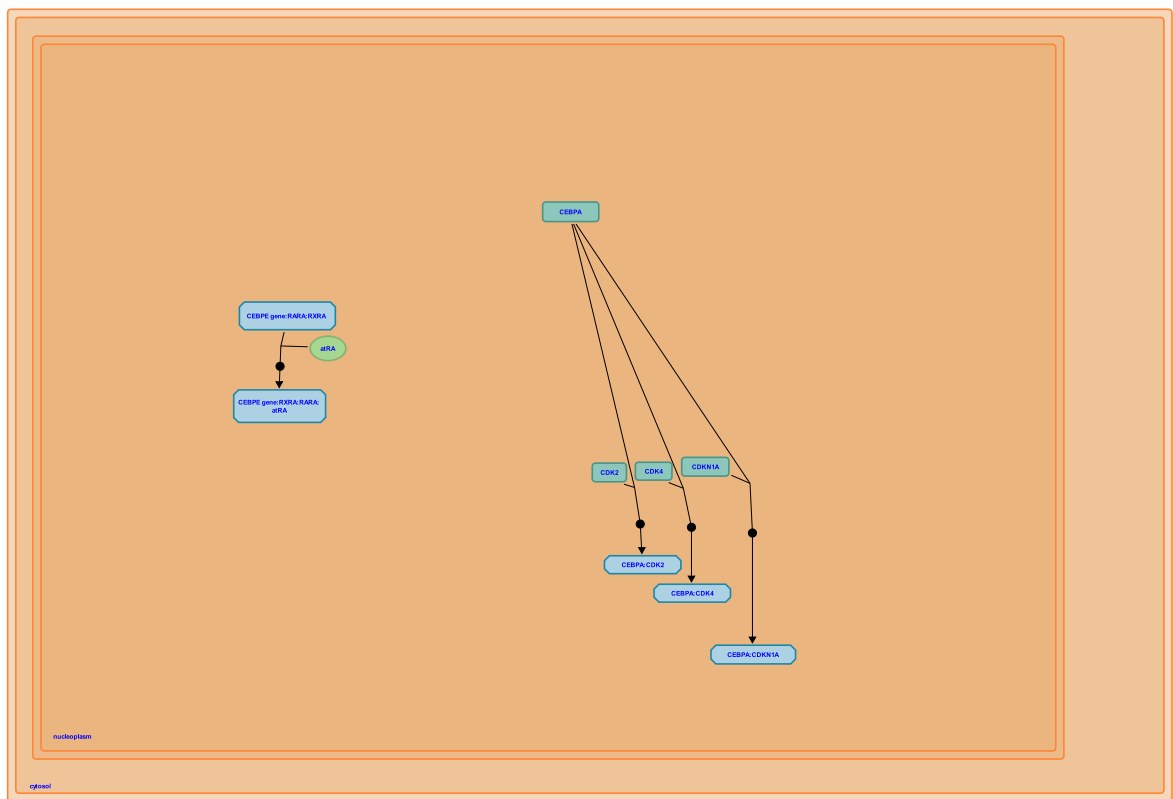 CEBPA
CEBPE gene:RARA:RXRA
atRA
CEBPE gene:RXRA:RARA:
atRA
CDK2
CDK4
CDKN1A
CEBPA:CDK2
CEBPA:CDK4
CEBPA:CDKN1A
nucleoplasm
cytosol